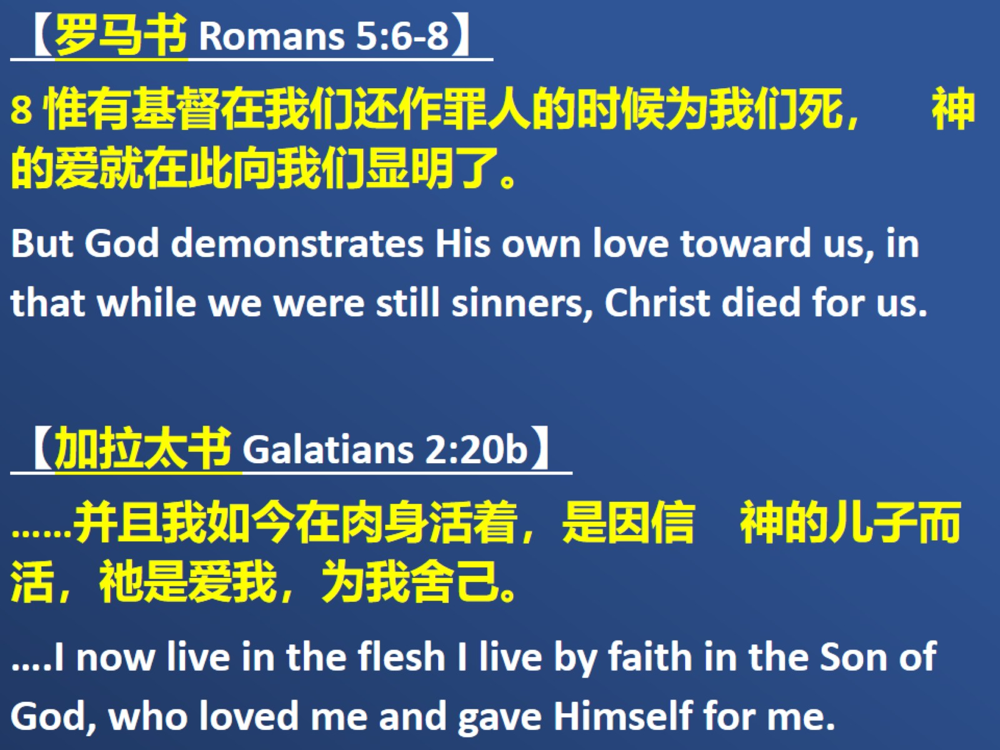 【罗马书 Romans 5:6-8】
8 惟有基督在我们还作罪人的时候为我们死，　神
的爱就在此向我们显明了。
But God demonstrates His own love toward us, in
that while we were still sinners, Christ died for us.
【加拉太书 Galatians 2:20b】
……并且我如今在肉身活着，是因信　神的儿子而
活，祂是爱我，为我舍己。
….I now live in the flesh I live by faith in the Son of
God, who loved me and gave Himself for me.